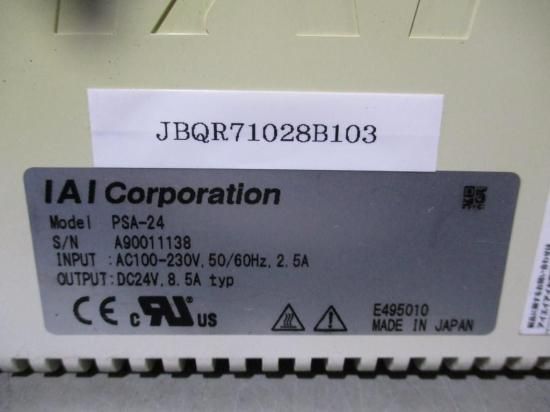 JBQR71028B103
IAI Corporation
Model PSA-24
S/N A90011138
INPUT :AC100-230V, 50/60Hz, 2.5A
OUTPUT:DC24V, 8.5A typ
CE c RU US
E495010
MADE IN JAPAN